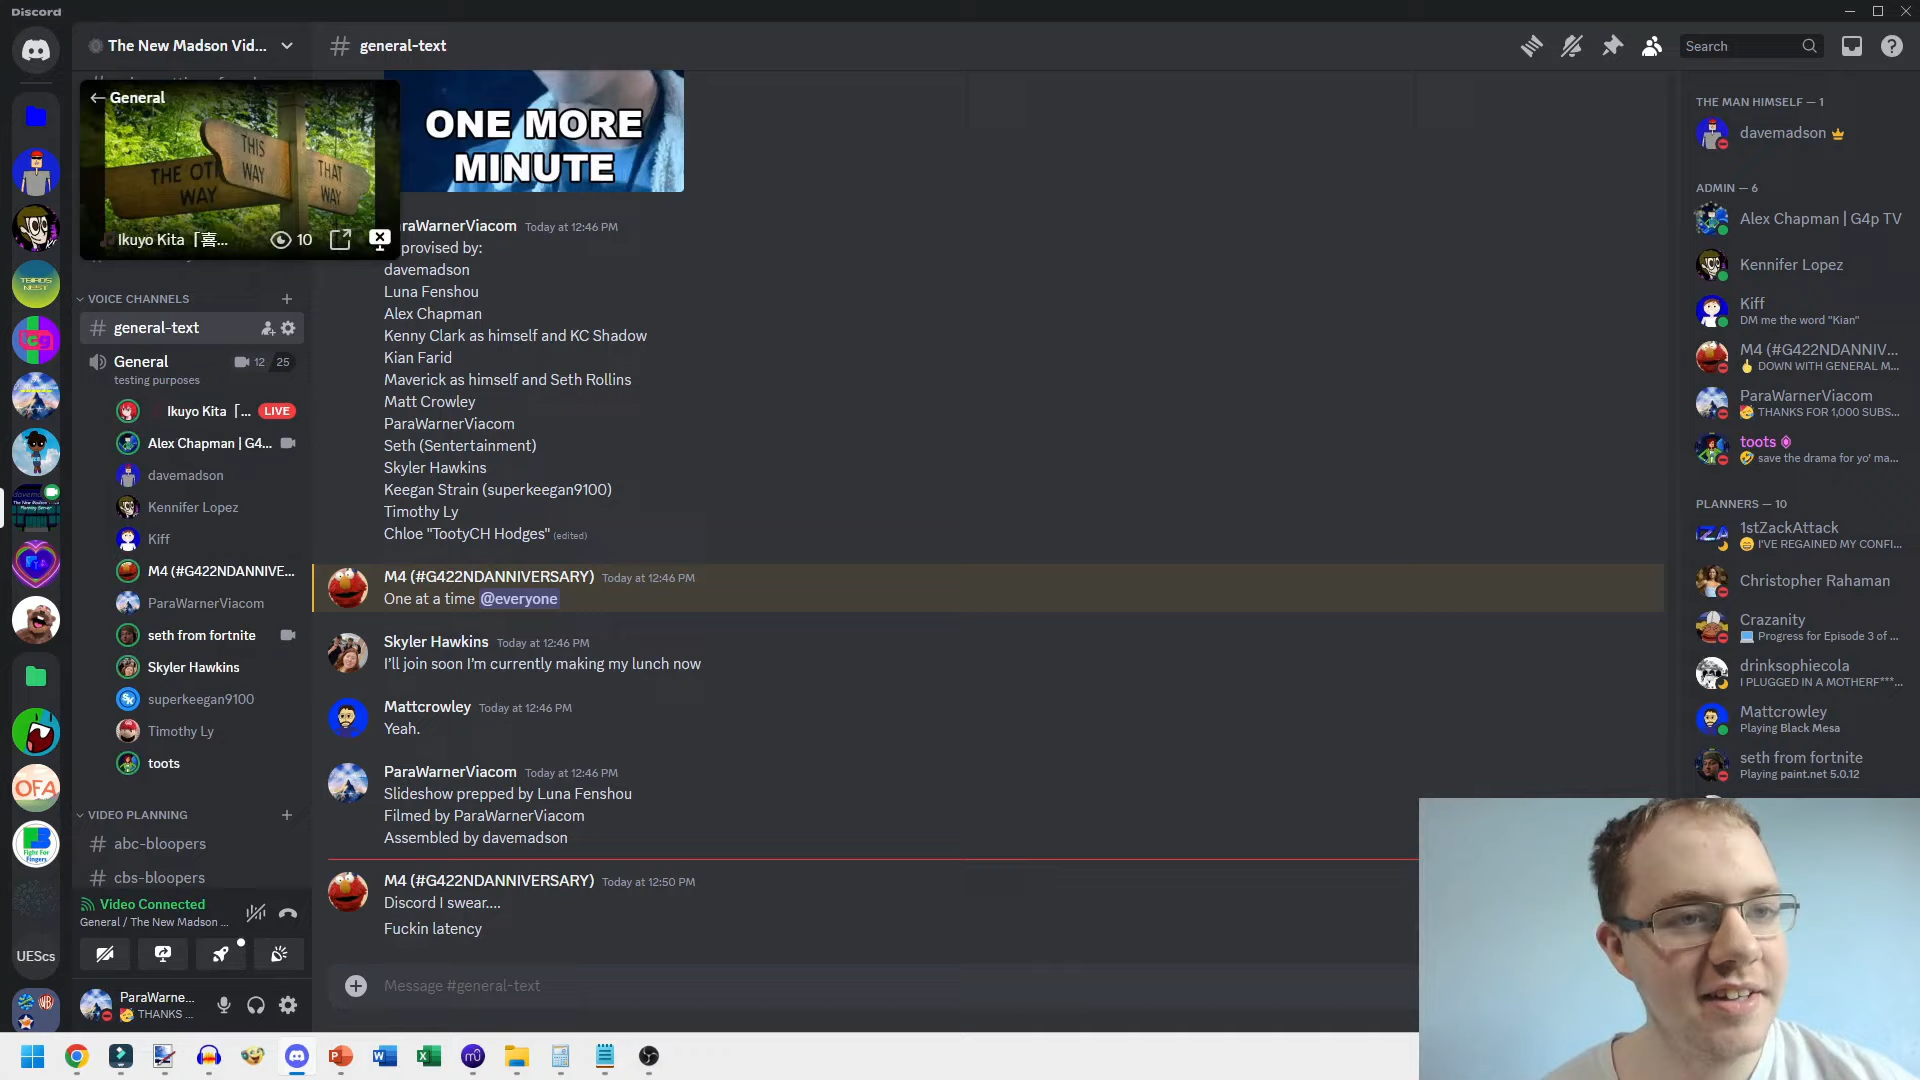 Discord
The New Madson Vid...
general-text
Search
General
THE OT
WAY
THIS
WAY
THAT
WAY
Ikuyo Kita「喜...
10
VOICE CHANNELS
general-text
General
12
25
testing purposes
Ikuyo Kita「...
LIVE
Alex Chapman | G4...
davemadson
Kennifer Lopez
Kiff
M4 (#G422NDANNIVE...
ParaWarnerViacom
seth from fortnite
Skyler Hawkins
superkeegan9100
Timothy Ly
toots
VIDEO PLANNING
abc-bloopers
cbs-bloopers
Video Connected
General / The New Madson ...
ParaWarne...
THANKS ...
TBIRDS
NEST
OFA
Fight For
Fingers
UEScs
WB
ONE MORE
MINUTE
raWarnerViacom Today at 12:46 PM
provised by:
davemadson
Luna Fenshou
Alex Chapman
Kenny Clark as himself and KC Shadow
Kian Farid
Maverick as himself and Seth Rollins
Matt Crowley
ParaWarnerViacom
Seth (Sentertainment)
Skyler Hawkins
Keegan Strain (superkeegan9100)
Timothy Ly
Chloe "TootyCH Hodges" (edited)
M4 (#G422NDANNIVERSARY) Today at 12:46 PM
One at a time @everyone
Skyler Hawkins Today at 12:46 PM
I'll join soon I'm currently making my lunch now
Mattcrowley Today at 12:46 PM
Yeah.
ParaWarnerViacom Today at 12:46 PM
Slideshow prepped by Luna Fenshou
Filmed by ParaWarnerViacom
Assembled by davemadson
M4 (#G422NDANNIVERSARY) Today at 12:50 PM
Discord I swear....
Fuckin latency
Message #general-text
THE MAN HIMSELF — 1
davemadson
ADMIN — 6
Alex Chapman | G4p TV
Kennifer Lopez
Kiff
DM me the word "Kian"
M4 (#G422NDANNIV...
DOWN WITH GENERAL M...
ParaWarnerViacom
THANKS FOR 1,000 SUBS...
toots
save the drama for yo' ma...
PLANNERS — 10
1stZackAttack
I'VE REGAINED MY CONFI...
Christopher Rahaman
Crazanity
Progress for Episode 3 of ...
drinksophiecola
I PLUGGED IN A MOTHERF***...
Mattcrowley
Playing Black Mesa
seth from fortnite
Playing paint.net 5.0.12